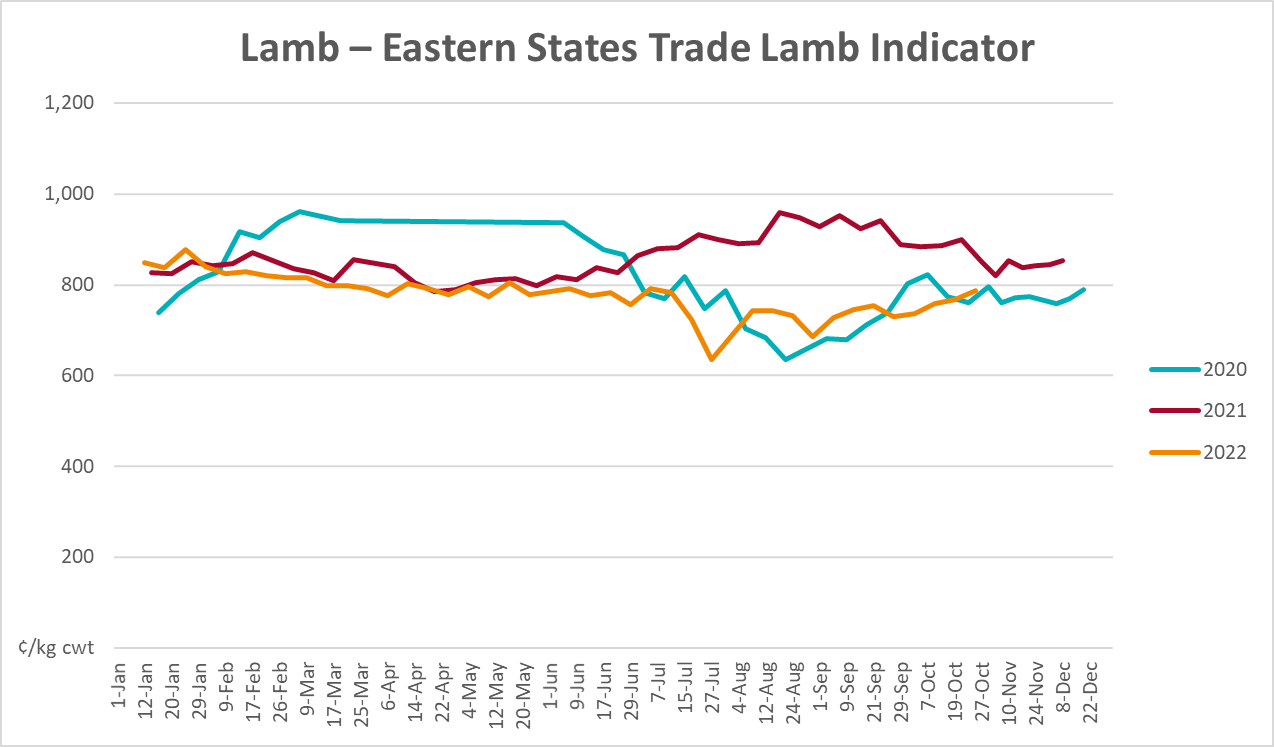 Lamb – Eastern States Trade Lamb Indicator
1,200
1,000
800
600
400
200
¢/kg cwt
1-Jan
12-Jan
20-Jan
29-Jan
9-Feb
17-Feb
26-Feb
9-Mar
17-Mar
25-Mar
6-Apr
14-Apr
22-Apr
4-May
12-May
20-May
1-Jun
9-Jun
17-Jun
29-Jun
7-Jul
15-Jul
27-Jul
4-Aug
12-Aug
24-Aug
1-Sep
9-Sep
21-Sep
29-Sep
7-Oct
19-Oct
27-Oct
10-Nov
24-Nov
8-Dec
22-Dec
2020
2021
2022